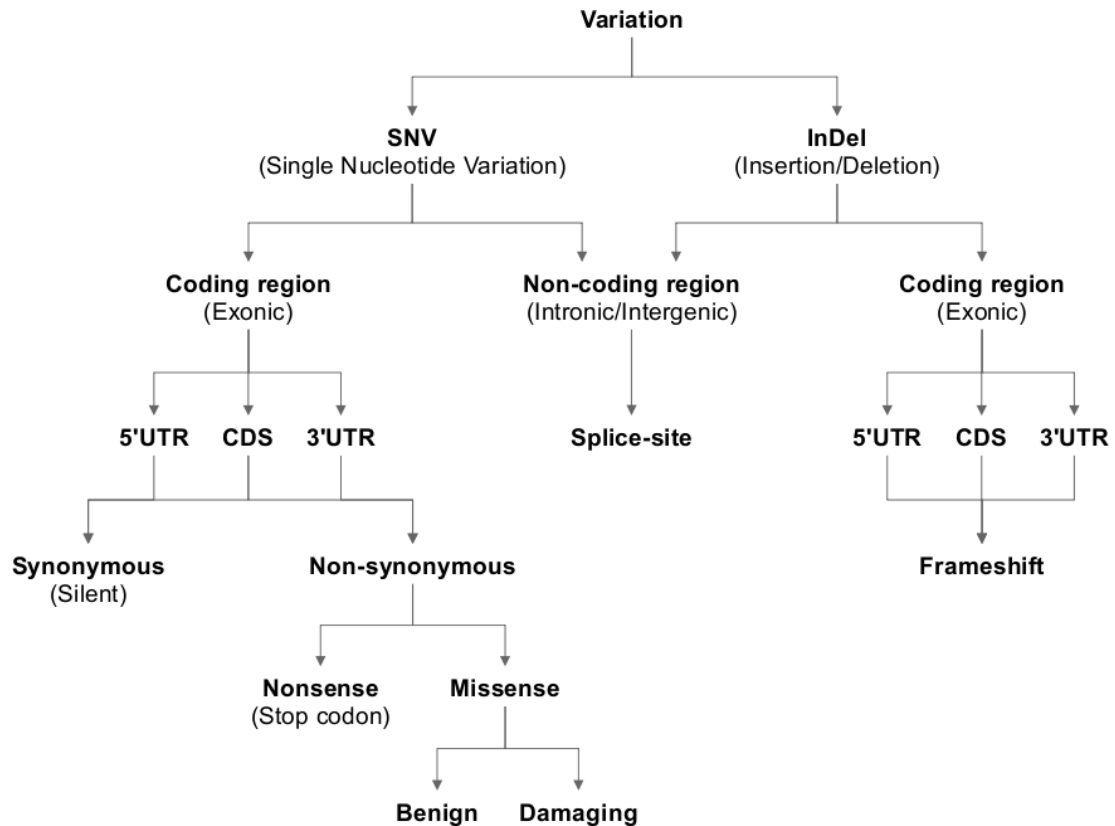 Variation
SNV
(Single Nucleotide Variation)
InDel
(Insertion/Deletion)
Coding region
(Exonic)
Non-coding region
(Intronic/Intergenic)
Coding region
(Exonic)
5'UTR
CDS
3'UTR
Splice-site
5'UTR
CDS
3'UTR
Synonymous
(Silent)
Non-synonymous
Frameshift
Nonsense
(Stop codon)
Missense
Benign
Damaging